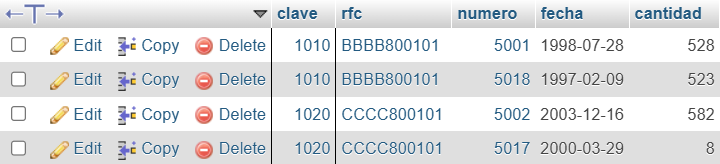 clave rfc numero fecha cantidad
Edit Copy Delete 1010 BBBB800101 5001 1998-07-28 528
Edit Copy Delete 1010 BBBB800101 5018 1997-02-09 523
Edit Copy Delete 1020 CCCC800101 5002 2003-12-16 582
Edit Copy Delete 1020 CCCC800101 5017 2000-03-29 8